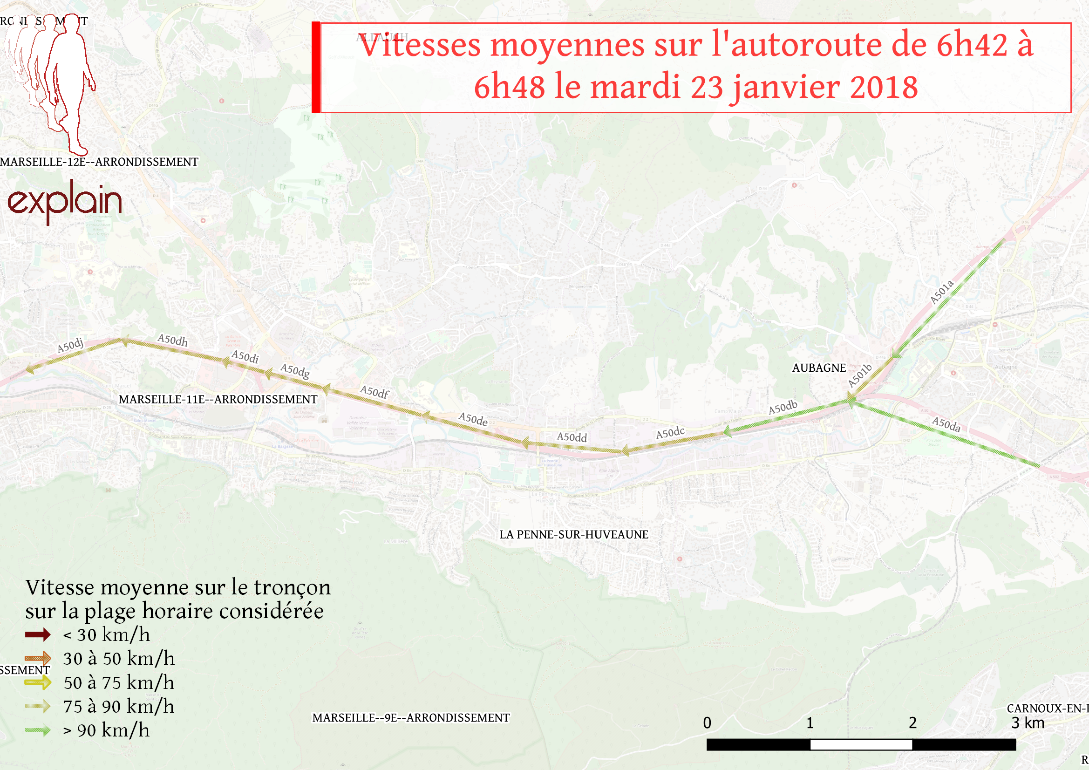 Vitesses moyennes sur l'autoroute de 6h42 à
6h48 le mardi 23 janvier 2018
MARSEILLE-12E--ARRONDISSEMENT
explain
A501a
A50dj
A50dh
A50di
A50dg
A50df
A50de
A50dd
A50dc
A50db
A501b
A50da
AUBAGNE
MARSEILLE-11E--ARRONDISSEMENT
LA PENNE-SUR-HUVEAUNE
Vitesse moyenne sur le tronçon
sur la plage horaire considérée
< 30 km/h
30 à 50 km/h
SSEMENT
50 à 75 km/h
75 à 90 km/h
> 90 km/h
MARSEILLE--9E--ARRONDISSEMENT
CARNOUX-EN-
0 1 2 3 km
R